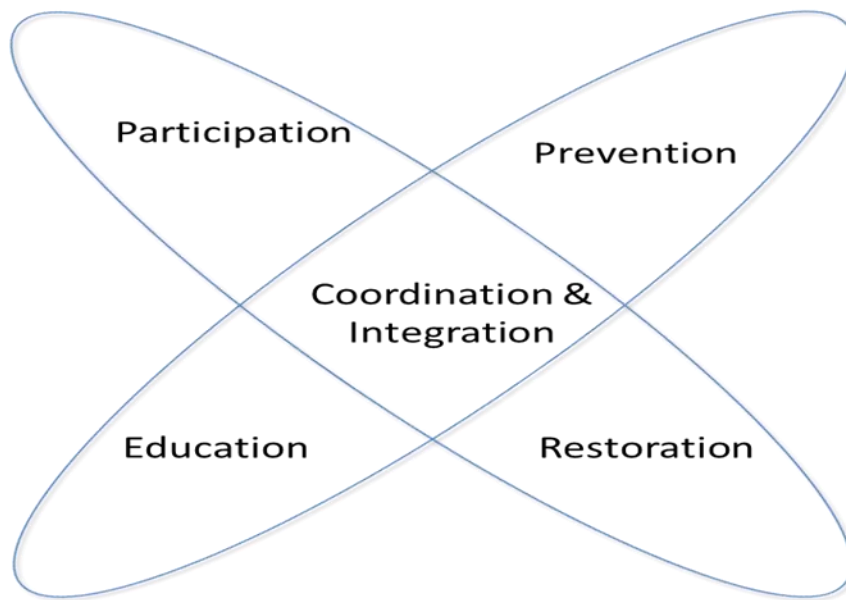 Participation
Prevention
Coordination &
Integration
Education
Restoration